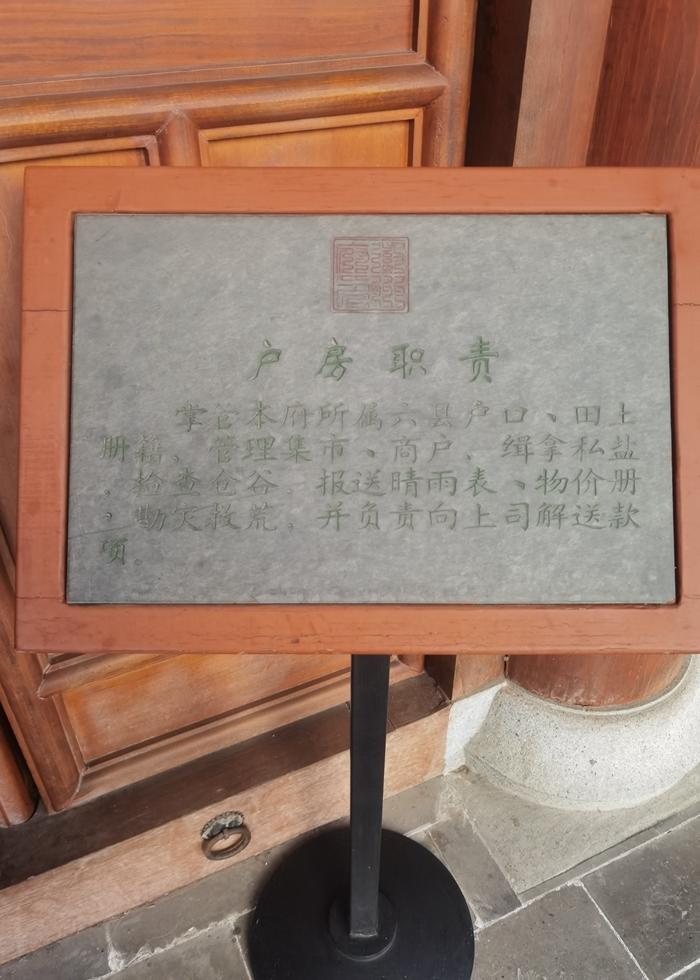 户房职责
掌管本府所属六县户口、田土
册籍、管理集市、商户、缉拿私盐
、检查仓谷。报送晴雨表、物价册
、勘灾救荒。并负责向上司解送款
项。